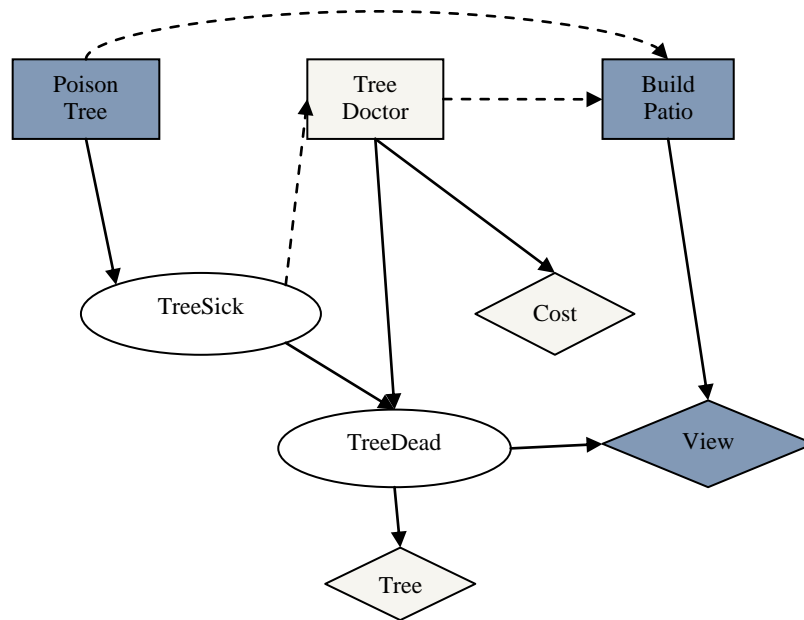 Poison
Tree
Tree
Doctor
Build
Patio
TreeSick
Cost
TreeDead
View
Tree